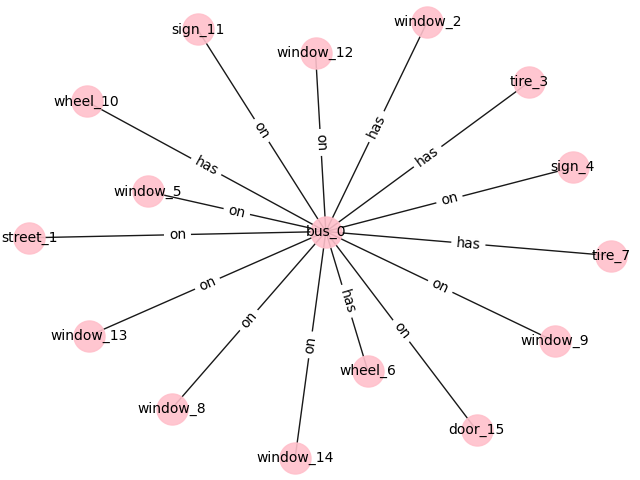 window_2
sign_11
window_12
tire_3
wheel_10
has
on
on
has
sign_4
has
window_5
on
on
bus_0
street_1
on
has
tire_7
on
on
has
window_13
on
on
window_9
on
wheel_6
window_8
door_15
window_14